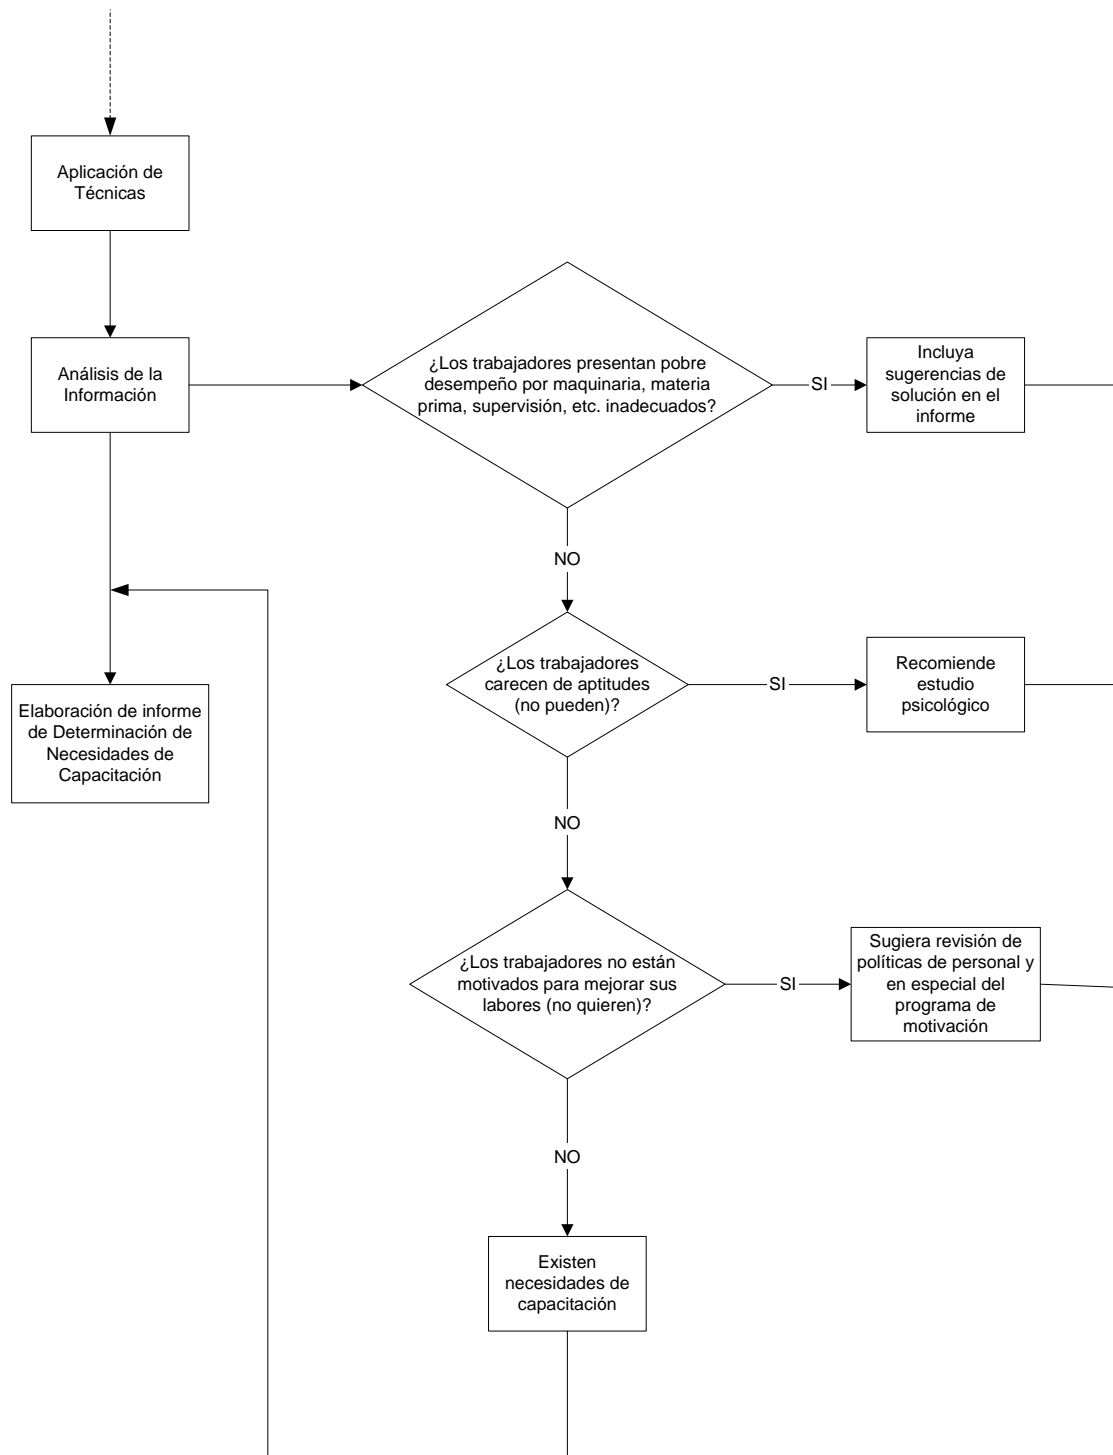 Aplicación de
Técnicas
Análisis de la
Información
¿Los trabajadores presentan pobre
desempeño por maquinaria, materia
prima, supervisión, etc. inadecuados?
SI
Incluya
sugerencias de
solución en el
informe
NO
¿Los trabajadores
carecen de aptitudes
(no pueden)?
SI
Recomiende
estudio
psicológico
Elaboración de informe
de Determinación de
Necesidades de
Capacitación
NO
¿Los trabajadores no están
motivados para mejorar sus
labores (no quieren)?
SI
Sugiera revisión de
políticas de personal y
en especial del
programa de
motivación
NO
Existen
necesidades de
capacitación